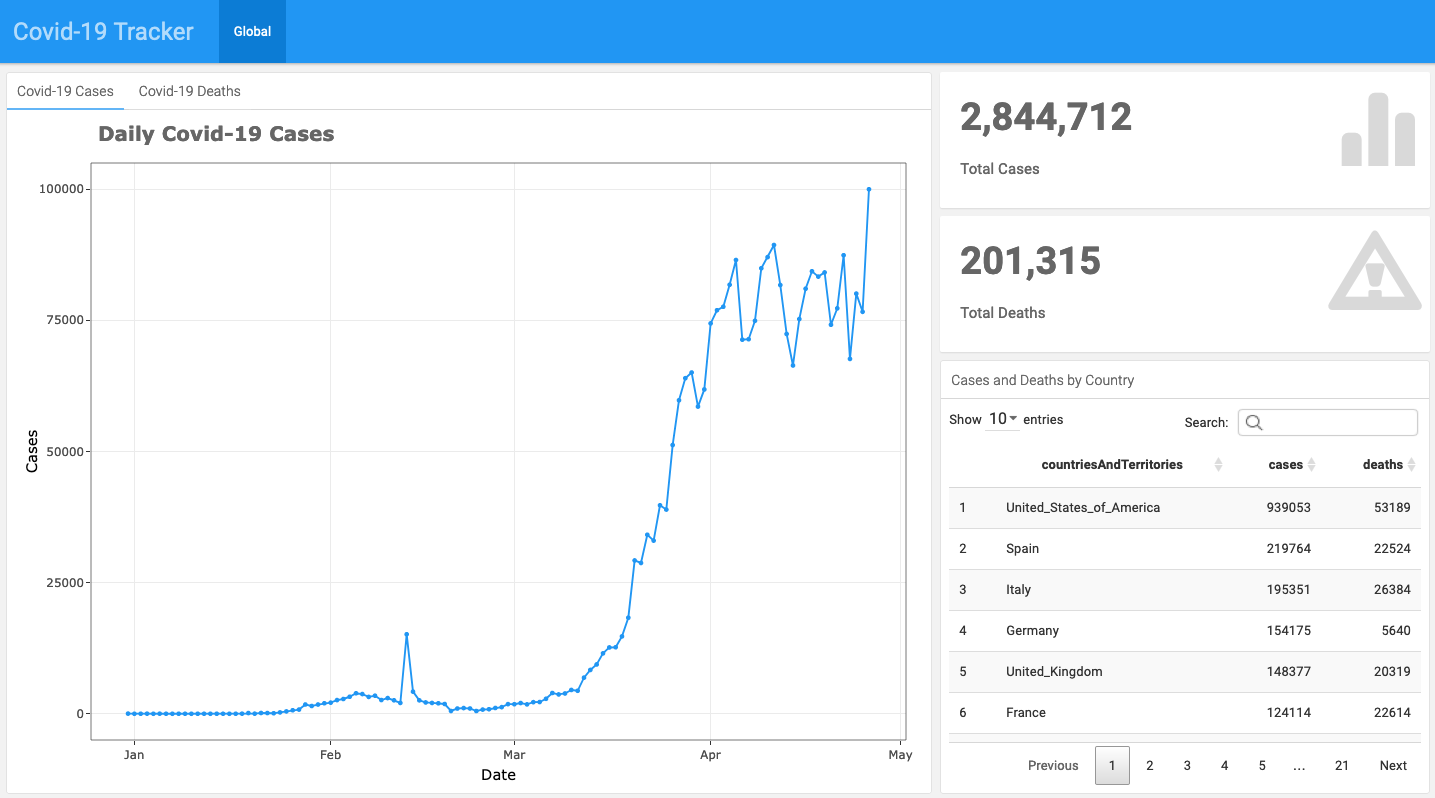 Covid-19 Tracker Global
Covid-19 Cases Covid-19 Deaths
Daily Covid-19 Cases
100000
75000
50000
25000
0
Cases
Jan Feb Mar Apr May
Date
2,844,712
Total Cases
201,315
Total Deaths
Cases and Deaths by Country
Show 10 entries Search:
countriesAndTerritories cases deaths
1 United_States_of_America 939053 53189
2 Spain 219764 22524
3 Italy 195351 26384
4 Germany 154175 5640
5 United_Kingdom 148377 20319
6 France 124114 22614
Previous 1 2 3 4 5 ... 21 Next